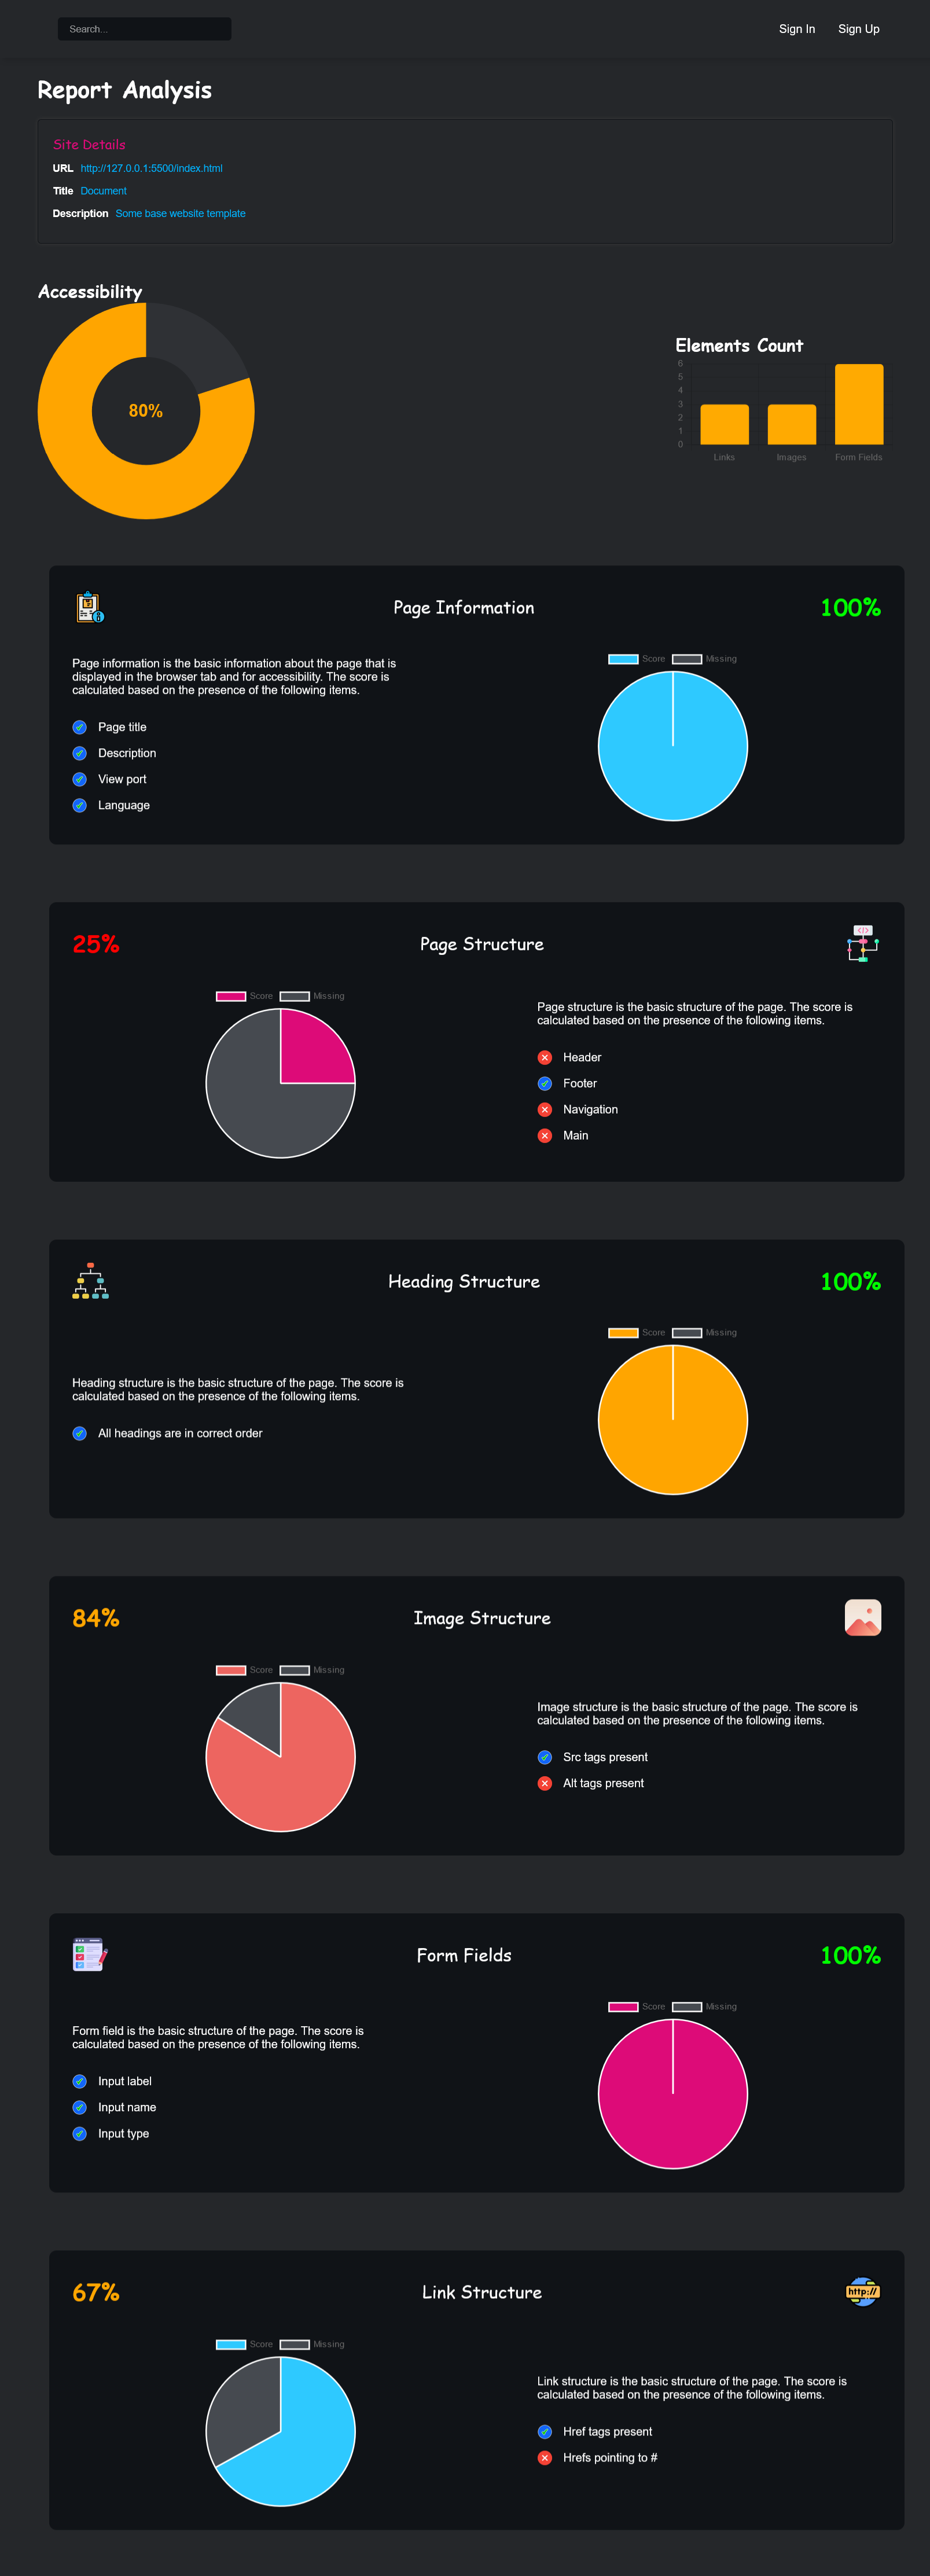 Search...
Sign In
Sign Up
Report Analysis
Site Details
URL http://127.0.0.1:5500/index.html
Title Document
Description Some base website template
Accessibility
80%
Elements Count
6
5
4
3
2
1
0
Links
Images
Form Fields
Page Information
100%
Page information is the basic information about the page that is
displayed in the browser tab and for accessibility. The score is
calculated based on the presence of the following items.
Page title
Description
View port
Language
Score
Missing
25%
Page Structure
</>
Score
Missing
Page structure is the basic structure of the page. The score is
calculated based on the presence of the following items.
Header
Footer
Navigation
Main
Heading Structure
100%
Heading structure is the basic structure of the page. The score is
calculated based on the presence of the following items.
All headings are in correct order
Score
Missing
84%
Image Structure
Score
Missing
Image structure is the basic structure of the page. The score is
calculated based on the presence of the following items.
Src tags present
Alt tags present
Form Fields
100%
Form field is the basic structure of the page. The score is
calculated based on the presence of the following items.
Input label
Input name
Input type
Score
Missing
67%
Link Structure
http://
Score
Missing
Link structure is the basic structure of the page. The score is
calculated based on the presence of the following items.
Href tags present
Hrefs pointing to #